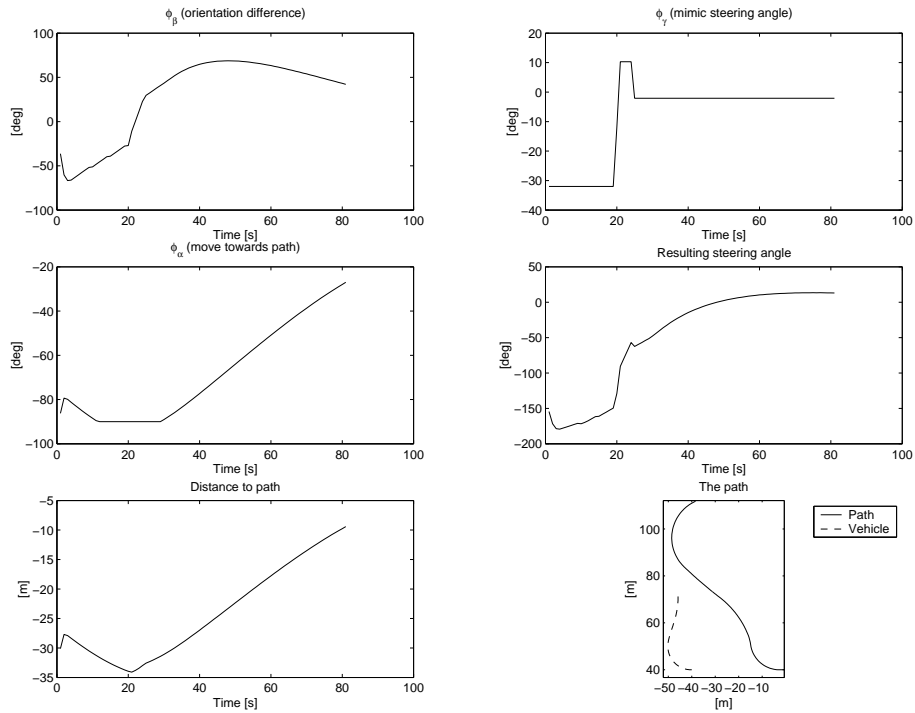 ϕβ (orientation difference)
100
50
0
−50
−100
[deg]
0 20 40 60 80 100
Time [s]
ϕγ (mimic steering angle)
20
10
0
−10
−20
−30
−40
[deg]
0 20 40 60 80 100
Time [s]
ϕα (move towards path)
−20
−40
−60
−80
−100
[deg]
0 20 40 60 80 100
Time [s]
Resulting steering angle
50
0
−50
−100
−150
−200
[deg]
0 20 40 60 80 100
Time [s]
Distance to path
−5
−10
−15
−20
−25
−30
−35
[m]
0 20 40 60 80 100
Time [s]
The path
100
80
60
40
[m]
−50 −40 −30 −20 −10
[m]
Path
Vehicle